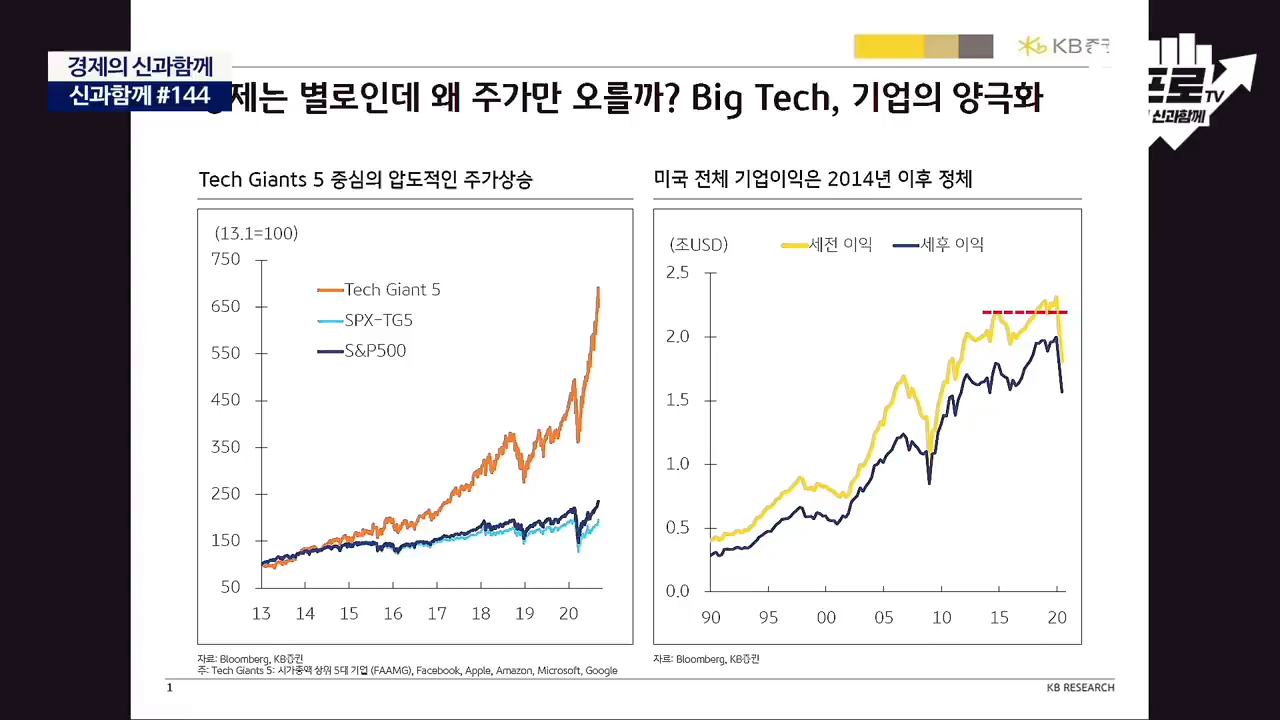 경제의 신과함께
신과함께 #144
KB증권
프로TV
신과함께
제는 별로인데 왜 주가만 오를까? Big Tech, 기업의 양극화
Tech Giants 5 중심의 압도적인 주가상승
(13.1=100)
750
650
550
450
350
250
150
50
Tech Giant 5
SPX-TG5
S&P500
13 14 15 16 17 18 19 20
자료: Bloomberg, KB증권
주: Tech Giants 5: 시가총액 상위 5대 기업 (FAAMG), Facebook, Apple, Amazon, Microsoft, Google
미국 전체 기업이익은 2014년 이후 정체
(조USD)
세전 이익 세후 이익
2.5
2.0
1.5
1.0
0.5
0.0
90 95 00 05 10 15 20
자료: Bloomberg, KB증권
1
KB RESEARCH